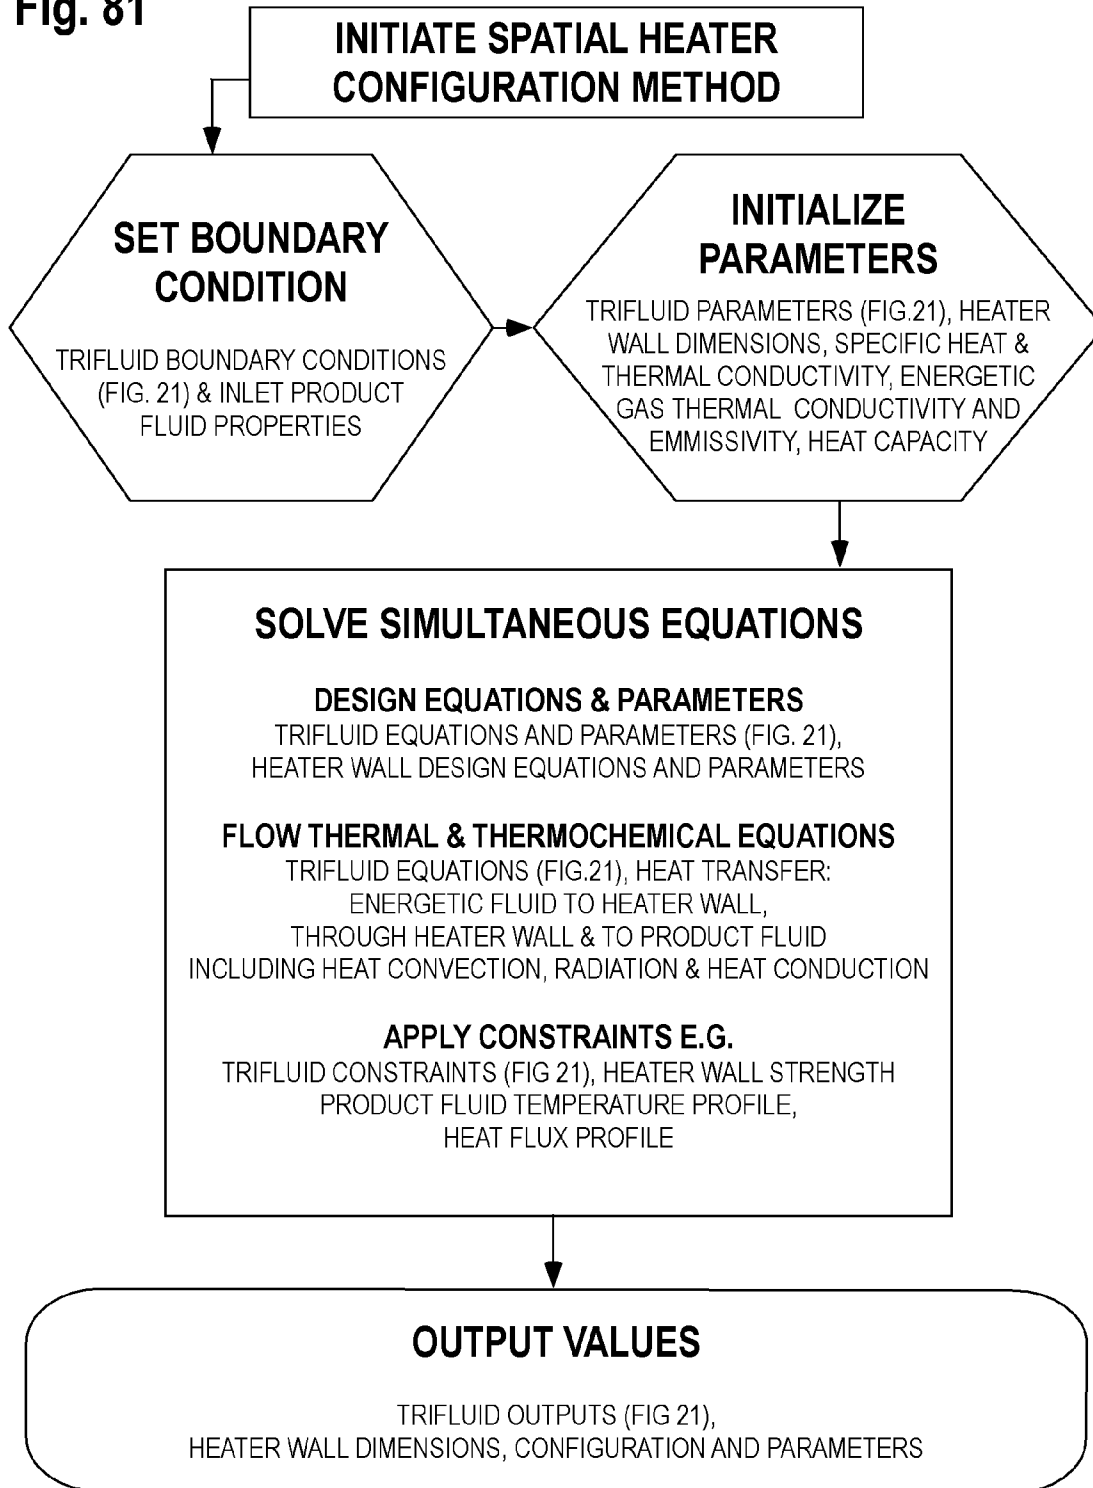 Fig. 81
INITIATE SPATIAL HEATER
CONFIGURATION METHOD
SET BOUNDARY
CONDITION
TRIFLUID BOUNDARY CONDITIONS
(FIG. 21) & INLET PRODUCT
FLUID PROPERTIES
INITIALIZE
PARAMETERS
TRIFLUID PARAMETERS (FIG.21), HEATER
WALL DIMENSIONS, SPECIFIC HEAT &
THERMAL CONDUCTIVITY, ENERGETIC
GAS THERMAL CONDUCTIVITY AND
EMMISSIVITY, HEAT CAPACITY
SOLVE SIMULTANEOUS EQUATIONS
DESIGN EQUATIONS & PARAMETERS
TRIFLUID EQUATIONS AND PARAMETERS (FIG. 21),
HEATER WALL DESIGN EQUATIONS AND PARAMETERS
FLOW THERMAL & THERMOCHEMICAL EQUATIONS
TRIFLUID EQUATIONS (FIG.21), HEAT TRANSFER:
ENERGETIC FLUID TO HEATER WALL,
THROUGH HEATER WALL & TO PRODUCT FLUID
INCLUDING HEAT CONVECTION, RADIATION & HEAT CONDUCTION
APPLY CONSTRAINTS E.G.
TRIFLUID CONSTRAINTS (FIG 21), HEATER WALL STRENGTH
PRODUCT FLUID TEMPERATURE PROFILE,
HEAT FLUX PROFILE
OUTPUT VALUES
TRIFLUID OUTPUTS (FIG 21),
HEATER WALL DIMENSIONS, CONFIGURATION AND PARAMETERS